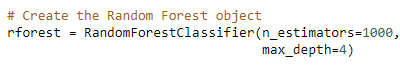 # Create the Random Forest object
rforest = RandomForestClassifier(n_estimators=1000,
                                 max_depth=4)